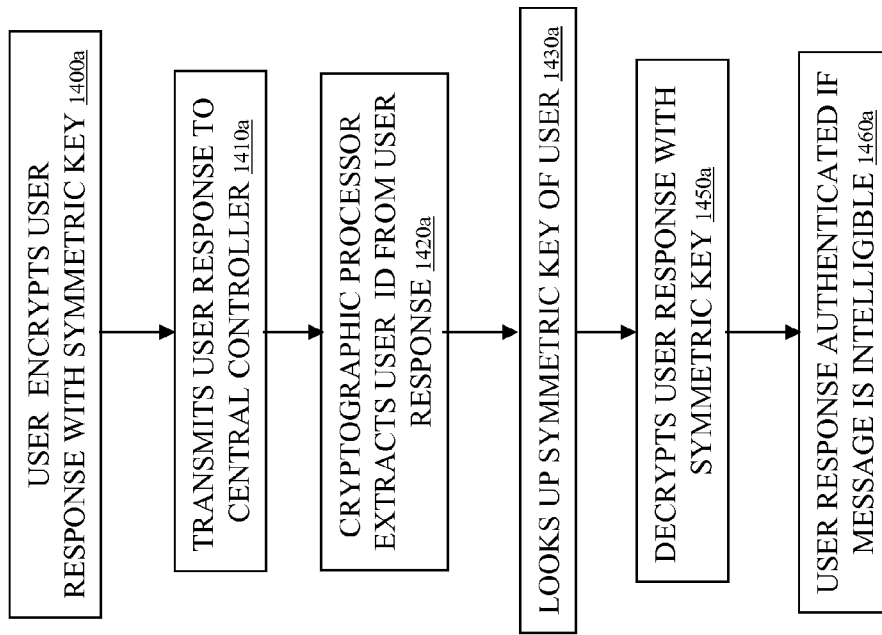 USER ENCRYPTS USER
RESPONSE WITH SYMMETRIC KEY 1400a
TRANSMITS USER RESPONSE TO
CENTRAL CONTROLLER 1410a
CRYPTOGRAPHIC PROCESSOR
EXTRACTS USER ID FROM USER
RESPONSE 1420a
LOOKS UP SYMMETRIC KEY OF USER 1430a
DECRYPTS USER RESPONSE WITH
SYMMETRIC KEY 1450a
USER RESPONSE AUTHENTICATED IF
MESSAGE IS INTELLIGIBLE 1460a